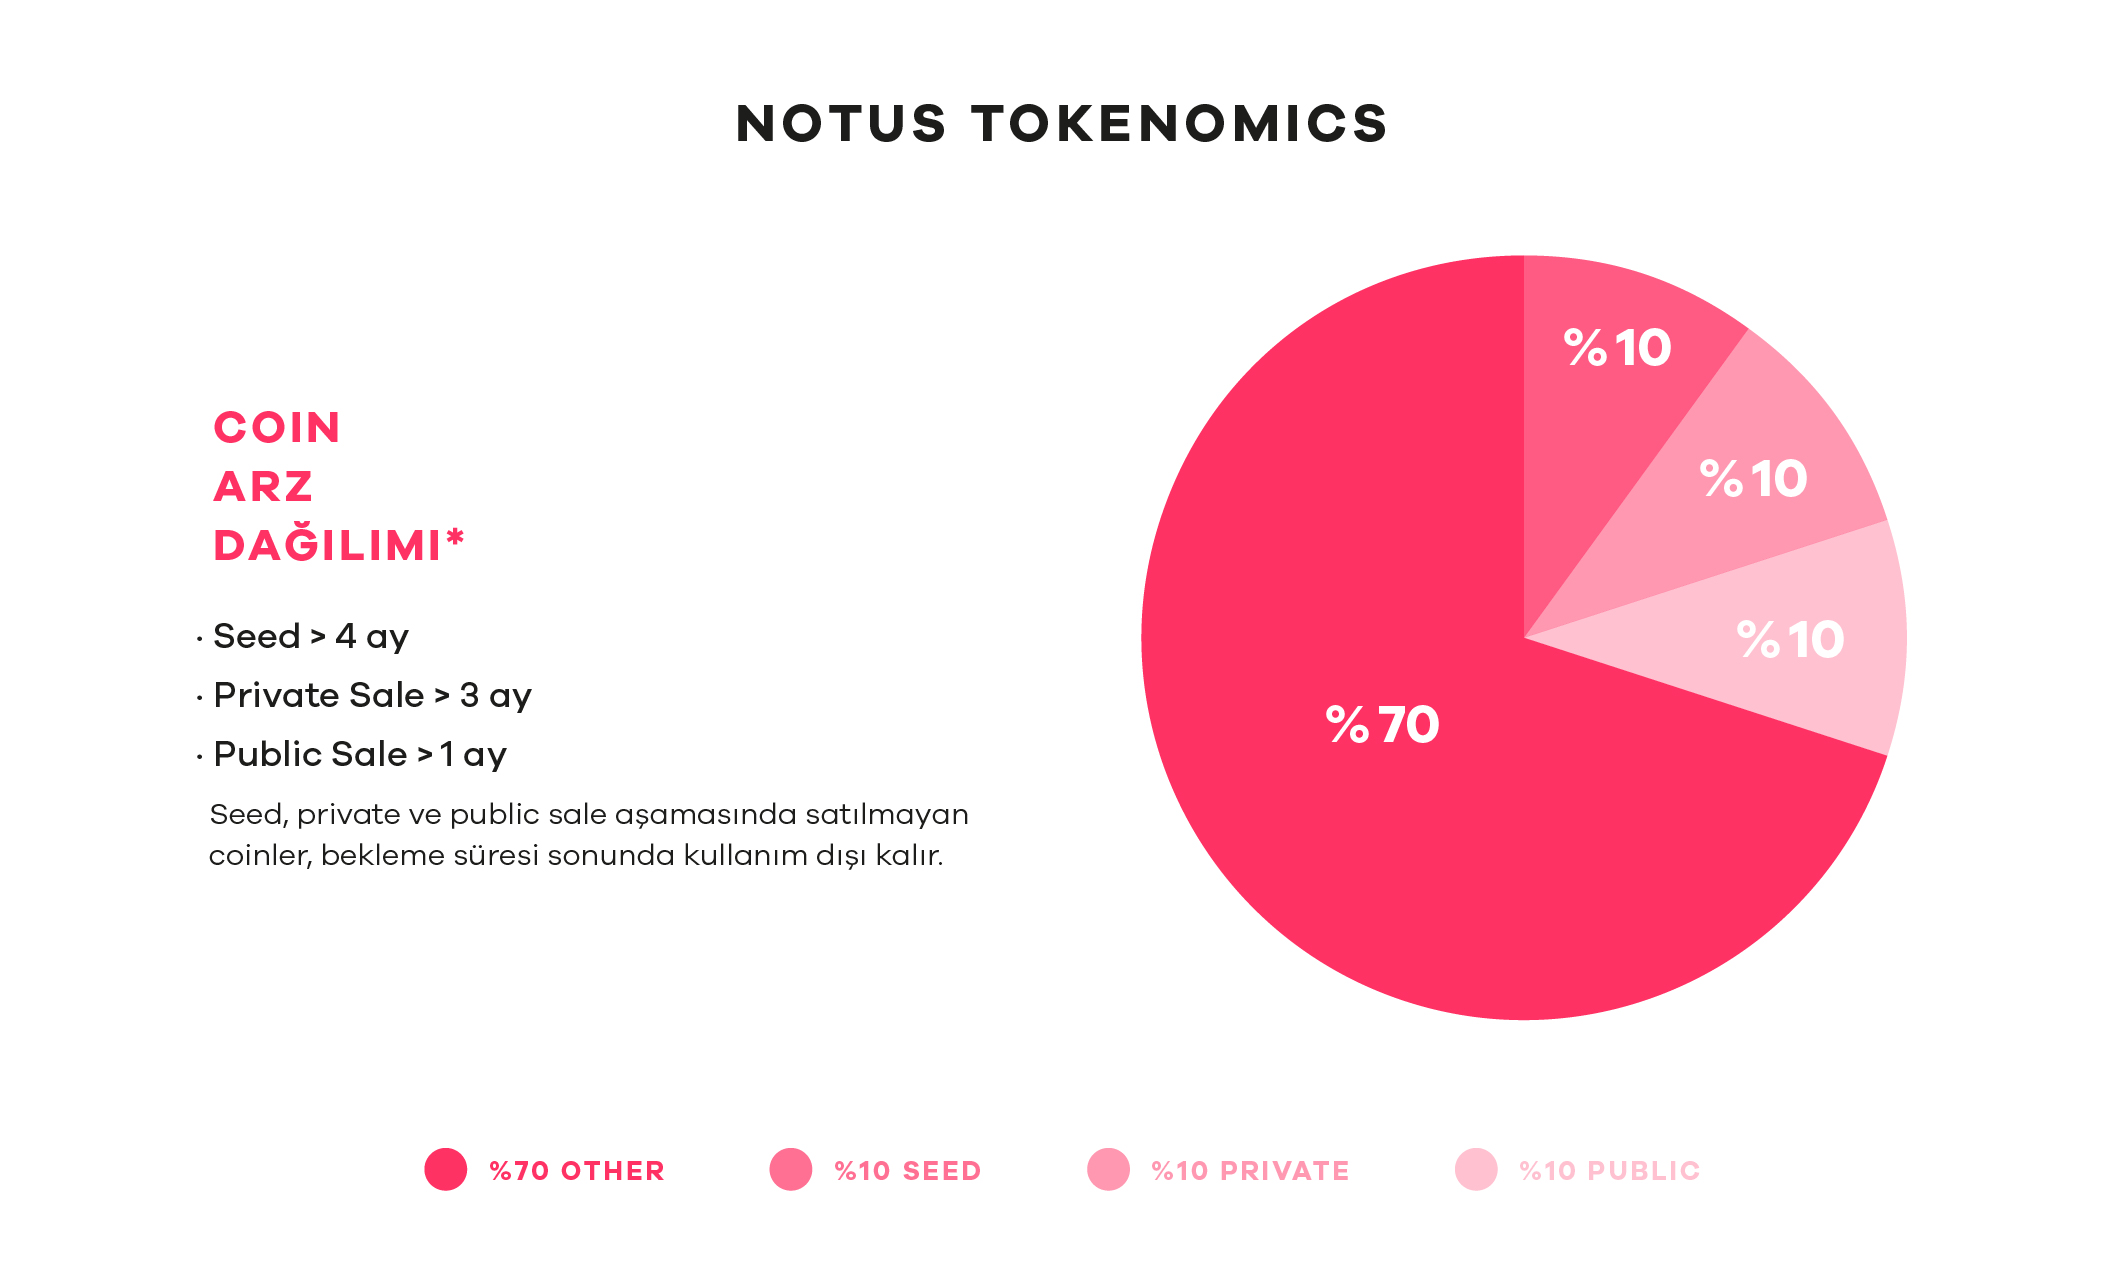 NOTUS TOKENOMICS
COIN
ARZ
DAĞILIMI*
· Seed > 4 ay
· Private Sale > 3 ay
· Public Sale > 1 ay
Seed, private ve public sale aşamasında satılmayan
coinler, bekleme süresi sonunda kullanım dışı kalır.
%10
%10
%10
%70
%70 OTHER
%10 SEED
%10 PRIVATE
%10 PUBLIC